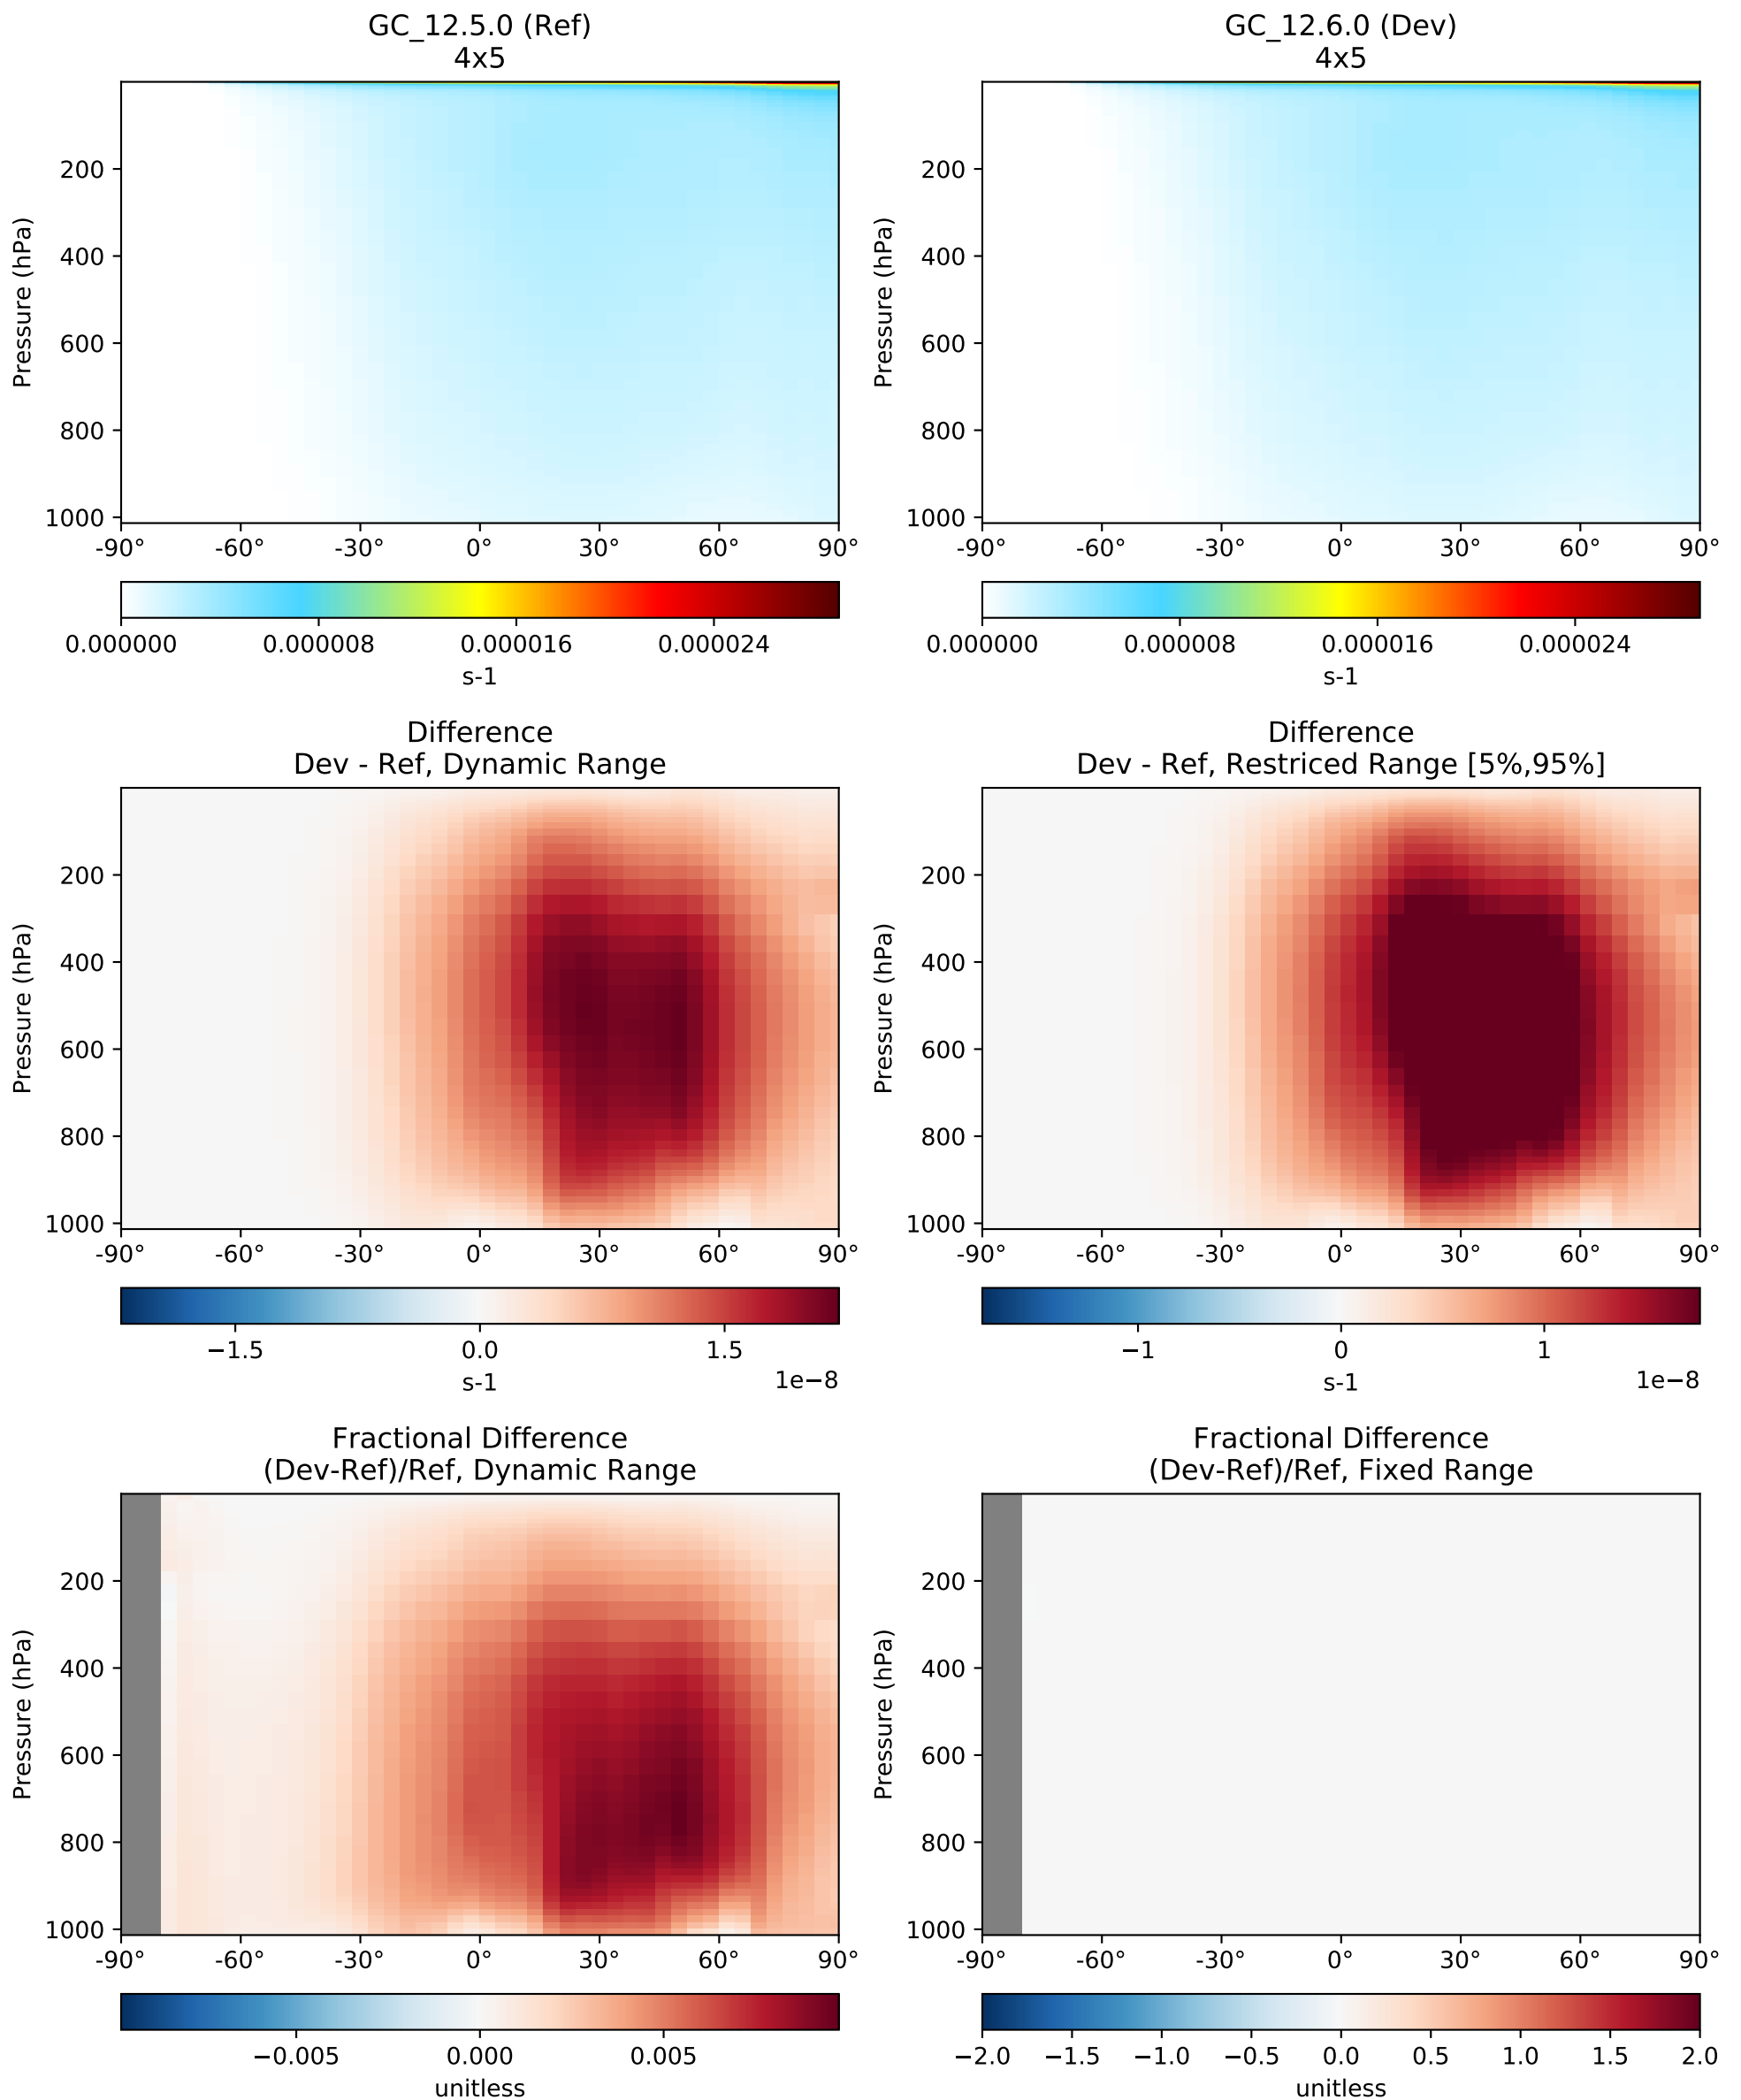 GC_12.5.0 (Ref)
4x5
Pressure (hPa)
200
400
600
800
1000
-90° -60° -30° 0° 30° 60° 90°
0.000000 0.000008 0.000016 0.000024
s-1
GC_12.6.0 (Dev)
4x5
Pressure (hPa)
200
400
600
800
1000
-90° -60° -30° 0° 30° 60° 90°
0.000000 0.000008 0.000016 0.000024
s-1
Difference
Dev - Ref, Dynamic Range
Pressure (hPa)
200
400
600
800
1000
-90° -60° -30° 0° 30° 60° 90°
−1.5 0.0 1.5
s-1 1e−8
Difference
Dev - Ref, Restriced Range [5%,95%]
Pressure (hPa)
200
400
600
800
1000
-90° -60° -30° 0° 30° 60° 90°
−1 0 1
s-1 1e−8
Fractional Difference
(Dev-Ref)/Ref, Dynamic Range
Pressure (hPa)
200
400
600
800
1000
-90° -60° -30° 0° 30° 60° 90°
−0.005 0.000 0.005
unitless
Fractional Difference
(Dev-Ref)/Ref, Fixed Range
Pressure (hPa)
200
400
600
800
1000
-90° -60° -30° 0° 30° 60° 90°
−2.0 −1.5 −1.0 −0.5 0.0 0.5 1.0 1.5 2.0
unitless